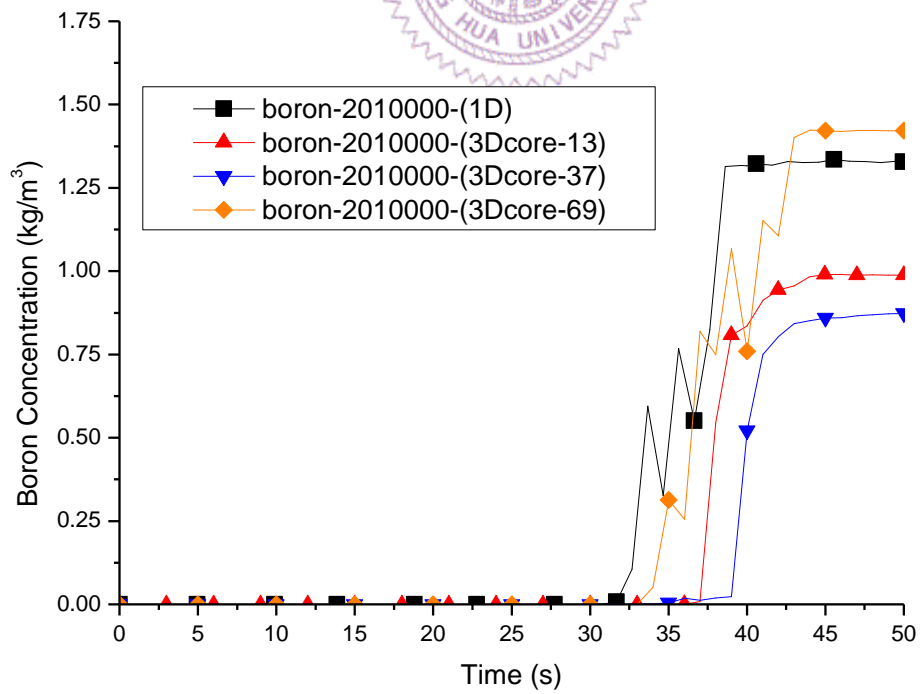 G HUA UNIVER
1.75
1.50
1.25
1.00
0.75
0.50
0.25
0.00
Boron Concentration (kg/m³)
boron-2010000-(1D)
boron-2010000-(3Dcore-13)
boron-2010000-(3Dcore-37)
boron-2010000-(3Dcore-69)
0 5 10 15 20 25 30 35 40 45 50
Time (s)